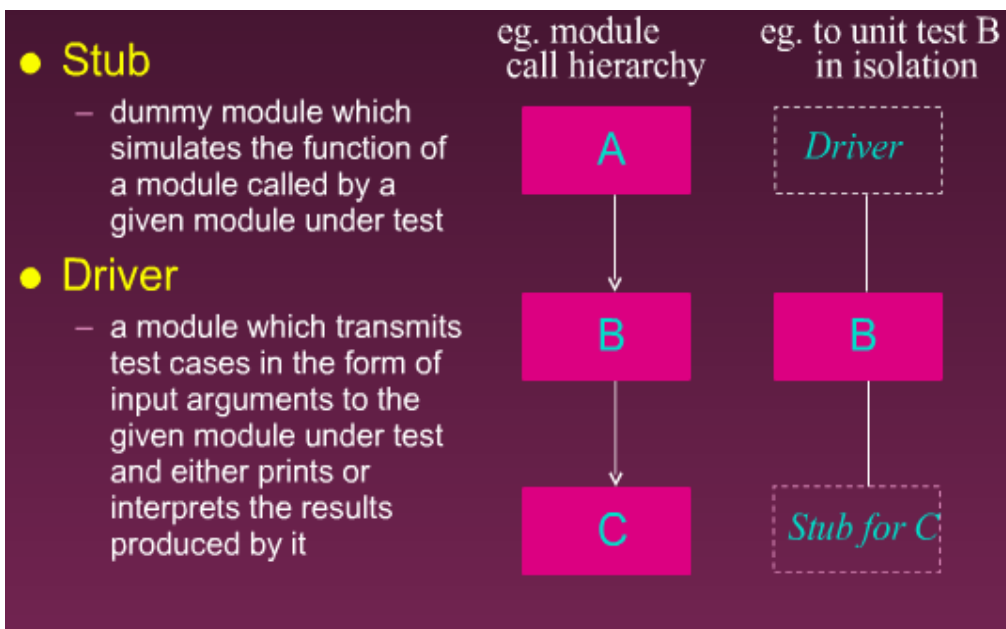 Stub
– dummy module which
simulates the function of
a module called by a
given module under test
Driver
– a module which transmits
test cases in the form of
input arguments to the
given module under test
and either prints or
interprets the results
produced by it
eg. module
call hierarchy
A
B
C
eg. to unit test B
in isolation
Driver
B
Stub for C